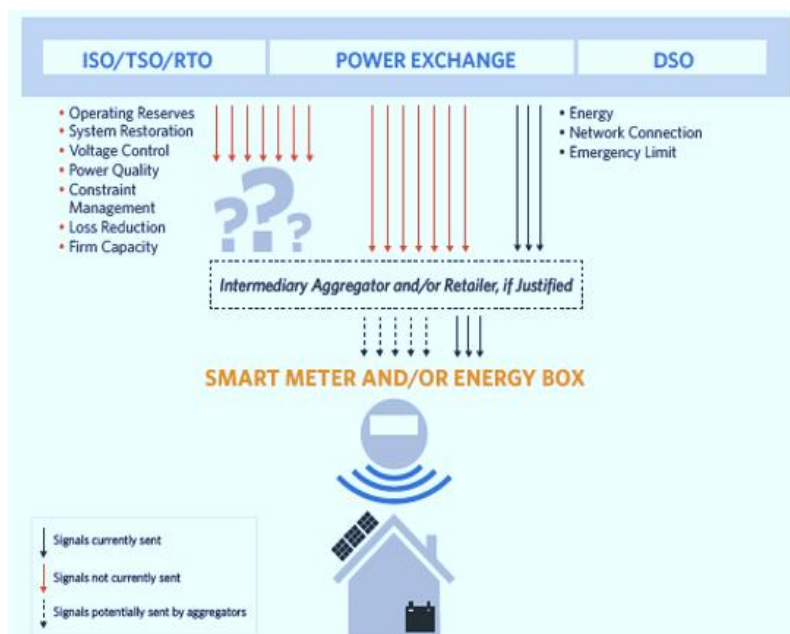 ISO/TSO/RTO
POWER EXCHANGE
DSO
• Operating Reserves
• System Restoration
• Voltage Control
• Power Quality
• Constraint
Management
• Loss Reduction
• Firm Capacity
• Energy
• Network Connection
• Emergency Limit
???
Intermediary Aggregator and/or Retailer, if Justified
SMART METER AND/OR ENERGY BOX
Signals currently sent
Signals not currently sent
Signals potentially sent by aggregators